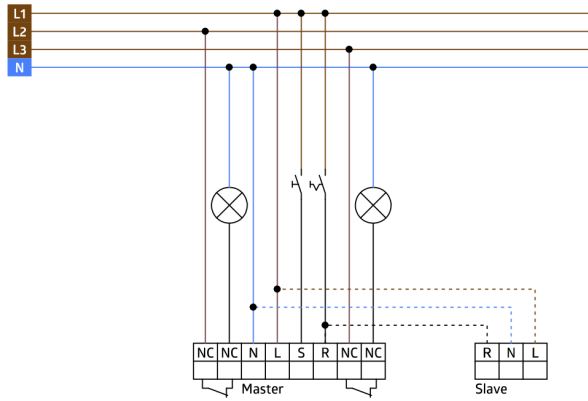 L1
L2
L3
N
NC NC N L S R NC NC
R N L
Master
Slave